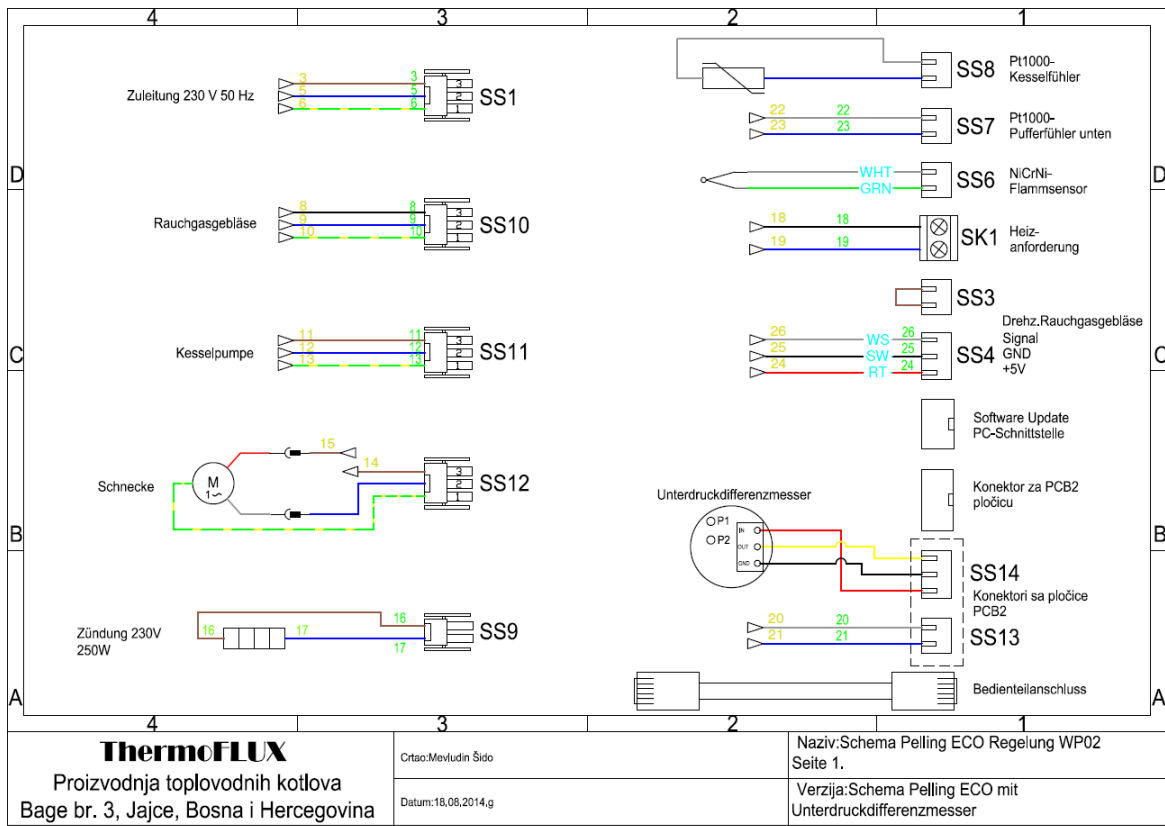 4 3 2 1
D
C
B
A
Zuleitung 230 V 50 Hz
3 3
5 5
6 6
3
2
1
SS1
Rauchgasgebläse
8 8
9 9
10 10
3
2
1
SS10
Kesselpumpe
11 11
12 12
13 13
3
2
1
SS11
Schnecke
M
1~
15
14
3
2
1
SS12
Zündung 230V
250W
16 17
16
17
SS9
SS8
Pt1000-
Kesselfühler
22 22
23 23
SS7
Pt1000-
Pufferfühler unten
WHT
GRN
SS6
NiCrNi-
Flammsensor
18 18
19 19
SK1
Heiz-
anforderung
SS3
26 WS 26
25 SW 25
24 RT 24
SS4
Drehz.Rauchgasgebläse
Signal
GND
+5V
Software Update
PC-Schnittstelle
Konektor za PCB2
pločicu
Unterdruckdifferenzmesser
P1
P2
IN
OUT
GND
SS14
Konektori sa pločice
PCB2
20 20
21 21
SS13
Bedienteilanschluss
D
C
B
A
4 3 2 1
ThermoFLUX
Proizvodnja toplovodnih kotlova
Bage br. 3, Jajce, Bosna i Hercegovina
Crtao:Mevludin Šido
Datum:18,08,2014,g
Naziv:Schema Pelling ECO Regelung WP02
Seite 1.
Verzija:Schema Pelling ECO mit
Unterdruckdifferenzmesser